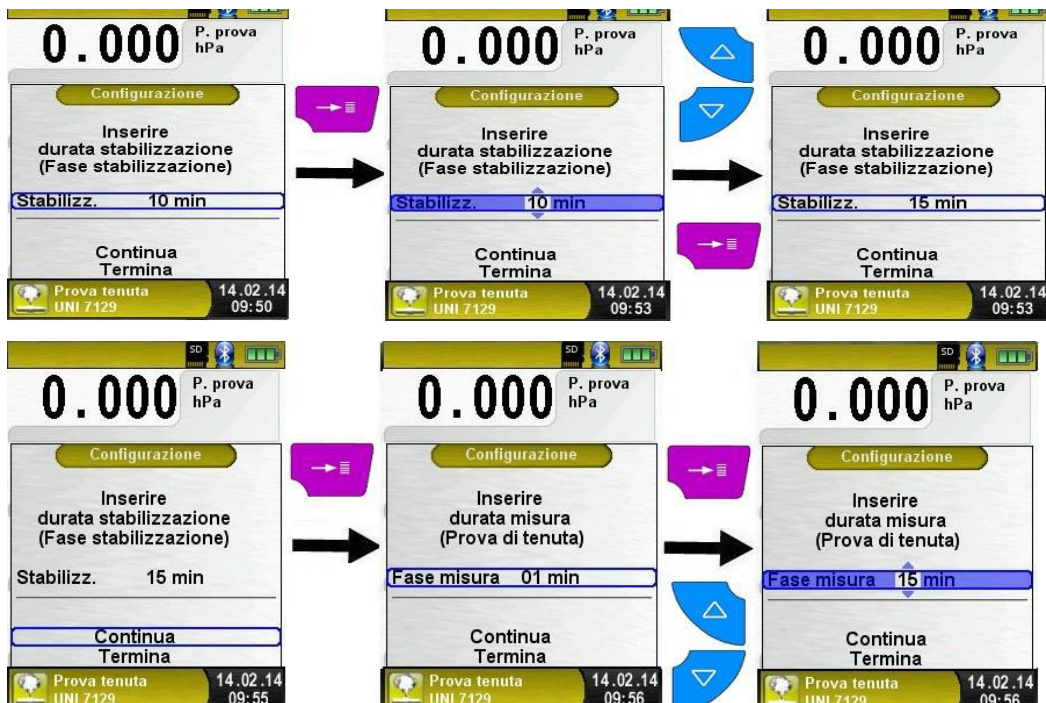 0.000 P. prova
hPa
Configurazione
Inserire
durata stabilizzazione
(Fase stabilizzazione)
Stabilizz. 10 min
Continua
Termina
Prova tenuta
UNI 7129
14.02.14
09:50
0.000 P. prova
hPa
Configurazione
Inserire
durata stabilizzazione
(Fase stabilizzazione)
Stabilizz. 10 min
Continua
Termina
Prova tenuta
UNI 7129
14.02.14
09:53
0.000 P. prova
hPa
Configurazione
Inserire
durata stabilizzazione
(Fase stabilizzazione)
Stabilizz. 15 min
Continua
Termina
Prova tenuta
UNI 7129
14.02.14
09:53
SD
0.000 P. prova
hPa
Configurazione
Inserire
durata stabilizzazione
(Fase stabilizzazione)
Stabilizz. 15 min
Continua
Termina
Prova tenuta
UNI 7129
14.02.14
09:55
SD
0.000 P. prova
hPa
Configurazione
Inserire
durata misura
(Prova di tenuta)
Fase misura 01 min
Continua
Termina
Prova tenuta
UNI 7129
14.02.14
09:56
SD
0.000 P. prova
hPa
Configurazione
Inserire
durata misura
(Prova di tenuta)
Fase misura 15 min
Continua
Termina
Prova tenuta
UNI 7129
14.02.14
09:56